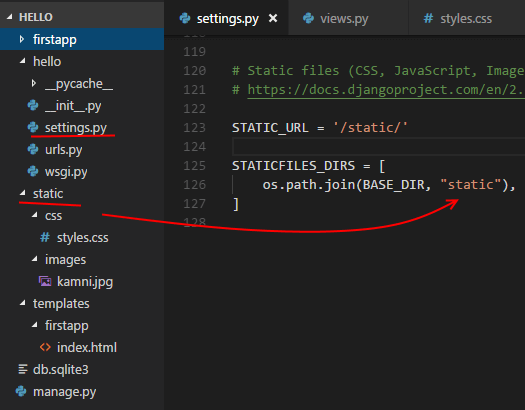 HELLO
firstapp
hello
__pycache__
__init__.py
settings.py
urls.py
wsgi.py
static
css
styles.css
images
kamni.jpg
templates
firstapp
index.html
db.sqlite3
manage.py
settings.py
views.py
styles.css
119
120 # Static files (CSS, JavaScript, Image
121 # https://docs.djangoproject.com/en/2.
122
123 STATIC_URL = '/static/'
124
125 STATICFILES_DIRS = [
126 os.path.join(BASE_DIR, "static"),
127 ]
128